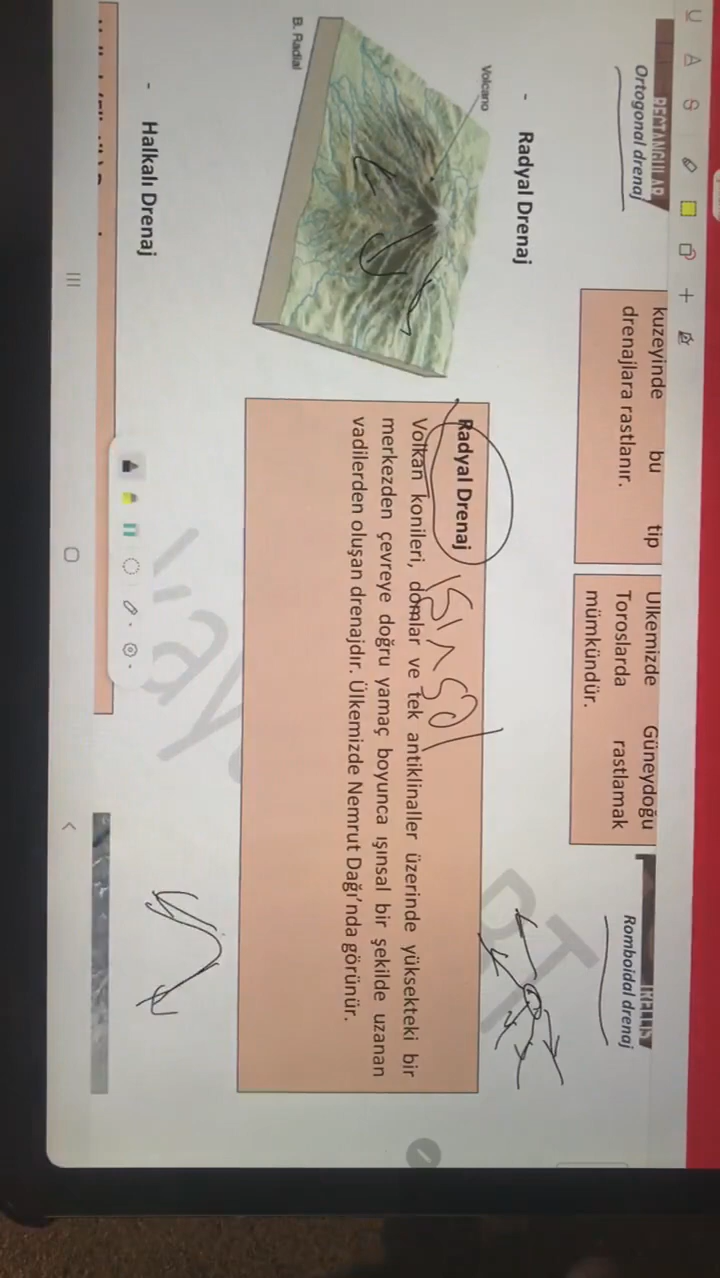 U A S
RECTANGULAR
Ortogonal drenaj
kuzeyinde bu tip
drenajlara rastlanır.
Ülkemizde Güneydoğu
Toroslarda rastlamak
mümkündür.
Romboidal drenaj
- Radyal Drenaj
Volcano
B. Radial
Radyal Drenaj
Işınsal
Volkan konileri, domlar ve tek antiklinaller üzerinde yüksekteki bir
merkezden çevreye doğru yamaç boyunca ışınsal bir şekilde uzanan
vadilerden oluşan drenajdır. Ülkemizde Nemrut Dağı'nda görünür.
- Halkalı Drenaj